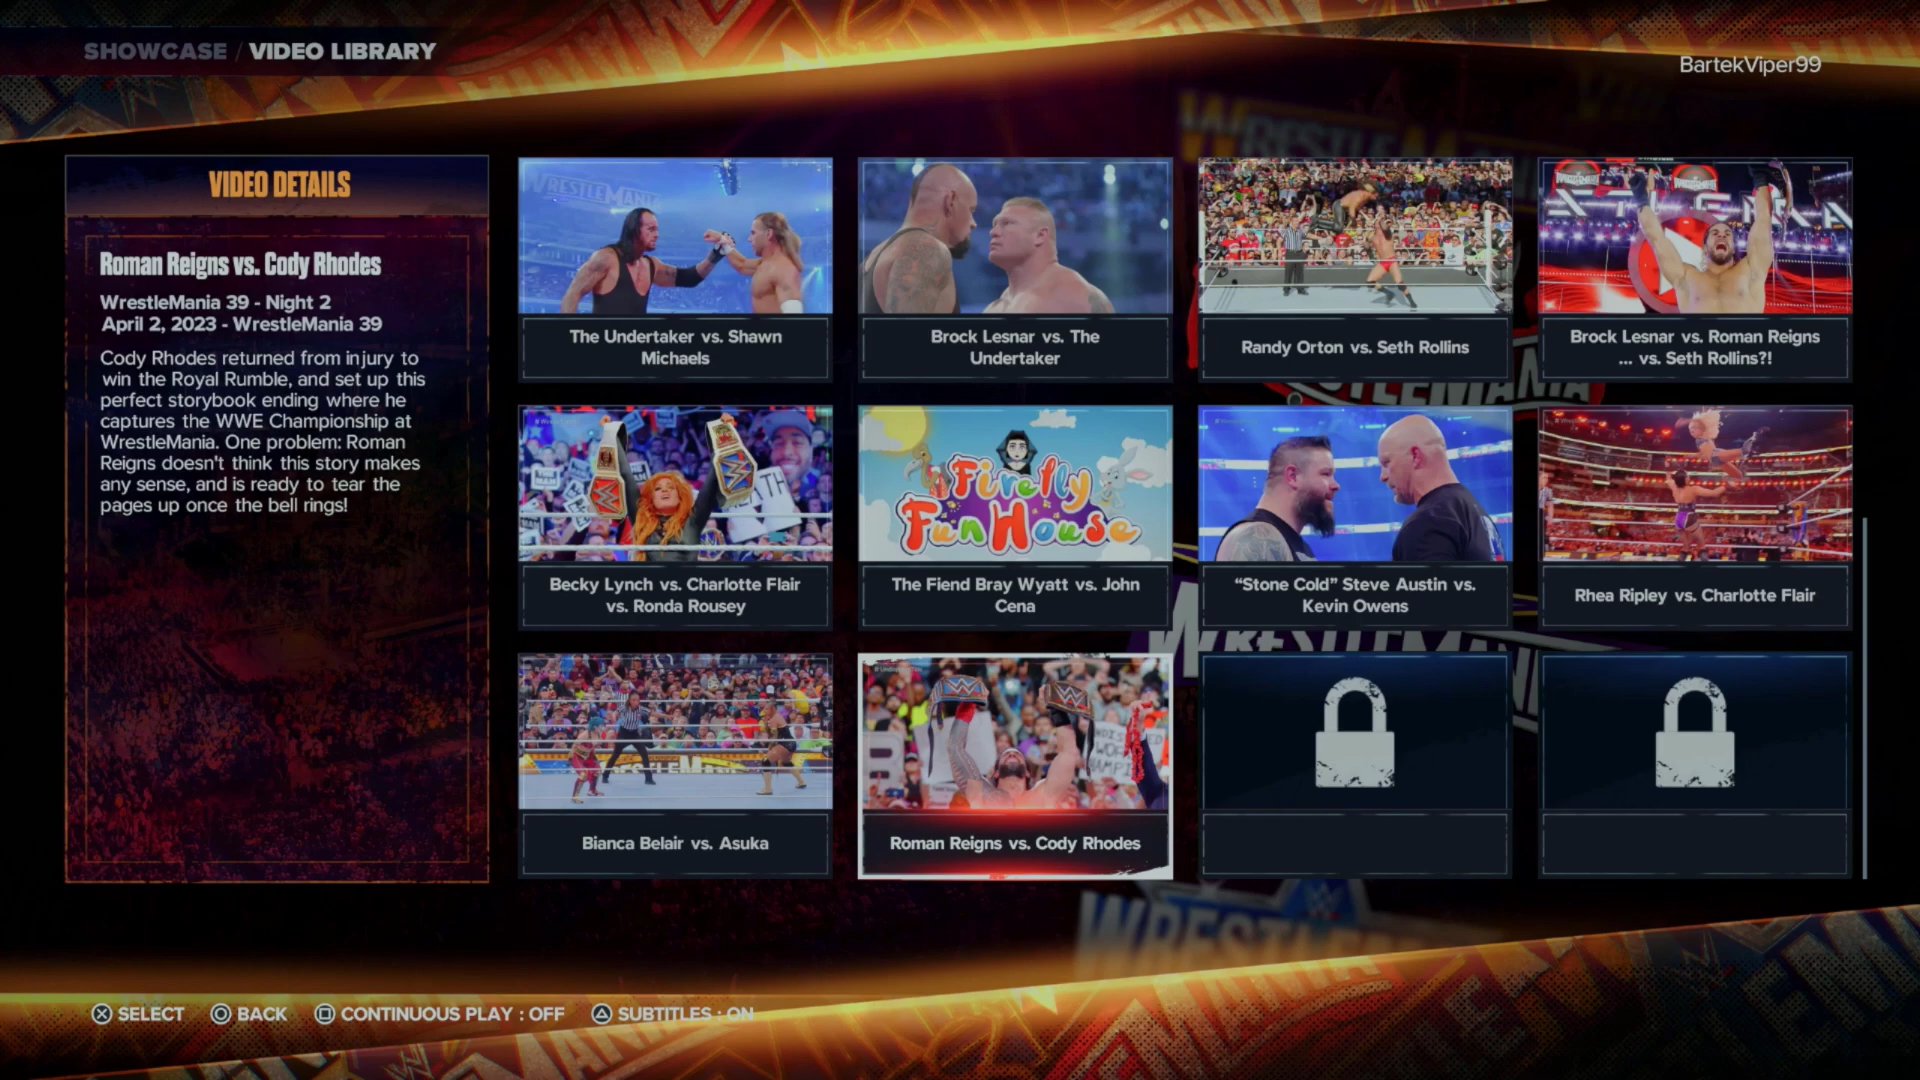 SHOWCASE / VIDEO LIBRARY
BartekViper99
VIDEO DETAILS
Roman Reigns vs. Cody Rhodes
WrestleMania 39 - Night 2
April 2, 2023 - WrestleMania 39
Cody Rhodes returned from injury to
win the Royal Rumble, and set up this
perfect storybook ending where he
captures the WWE Championship at
WrestleMania. One problem: Roman
Reigns doesn't think this story makes
any sense, and is ready to tear the
pages up once the bell rings!
WRESTLEMANIA
The Undertaker vs. Shawn
Michaels
Brock Lesnar vs. The
Undertaker
Randy Orton vs. Seth Rollins
Brock Lesnar vs. Roman Reigns
... vs. Seth Rollins?!
Becky Lynch vs. Charlotte Flair
vs. Ronda Rousey
Firefly
Fun House
The Fiend Bray Wyatt vs. John
Cena
“Stone Cold” Steve Austin vs.
Kevin Owens
Rhea Ripley vs. Charlotte Flair
Bianca Belair vs. Asuka
Roman Reigns vs. Cody Rhodes
SELECT
BACK
CONTINUOUS PLAY : OFF
SUBTITLES : ON